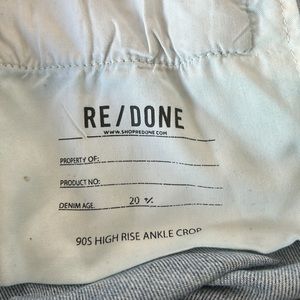 RE/DONE
WWW.SHOPREDONE.COM
PROPERTY OF:
PRODUCT NO:
DENIM AGE: 20 %
90S HIGH RISE ANKLE CROP